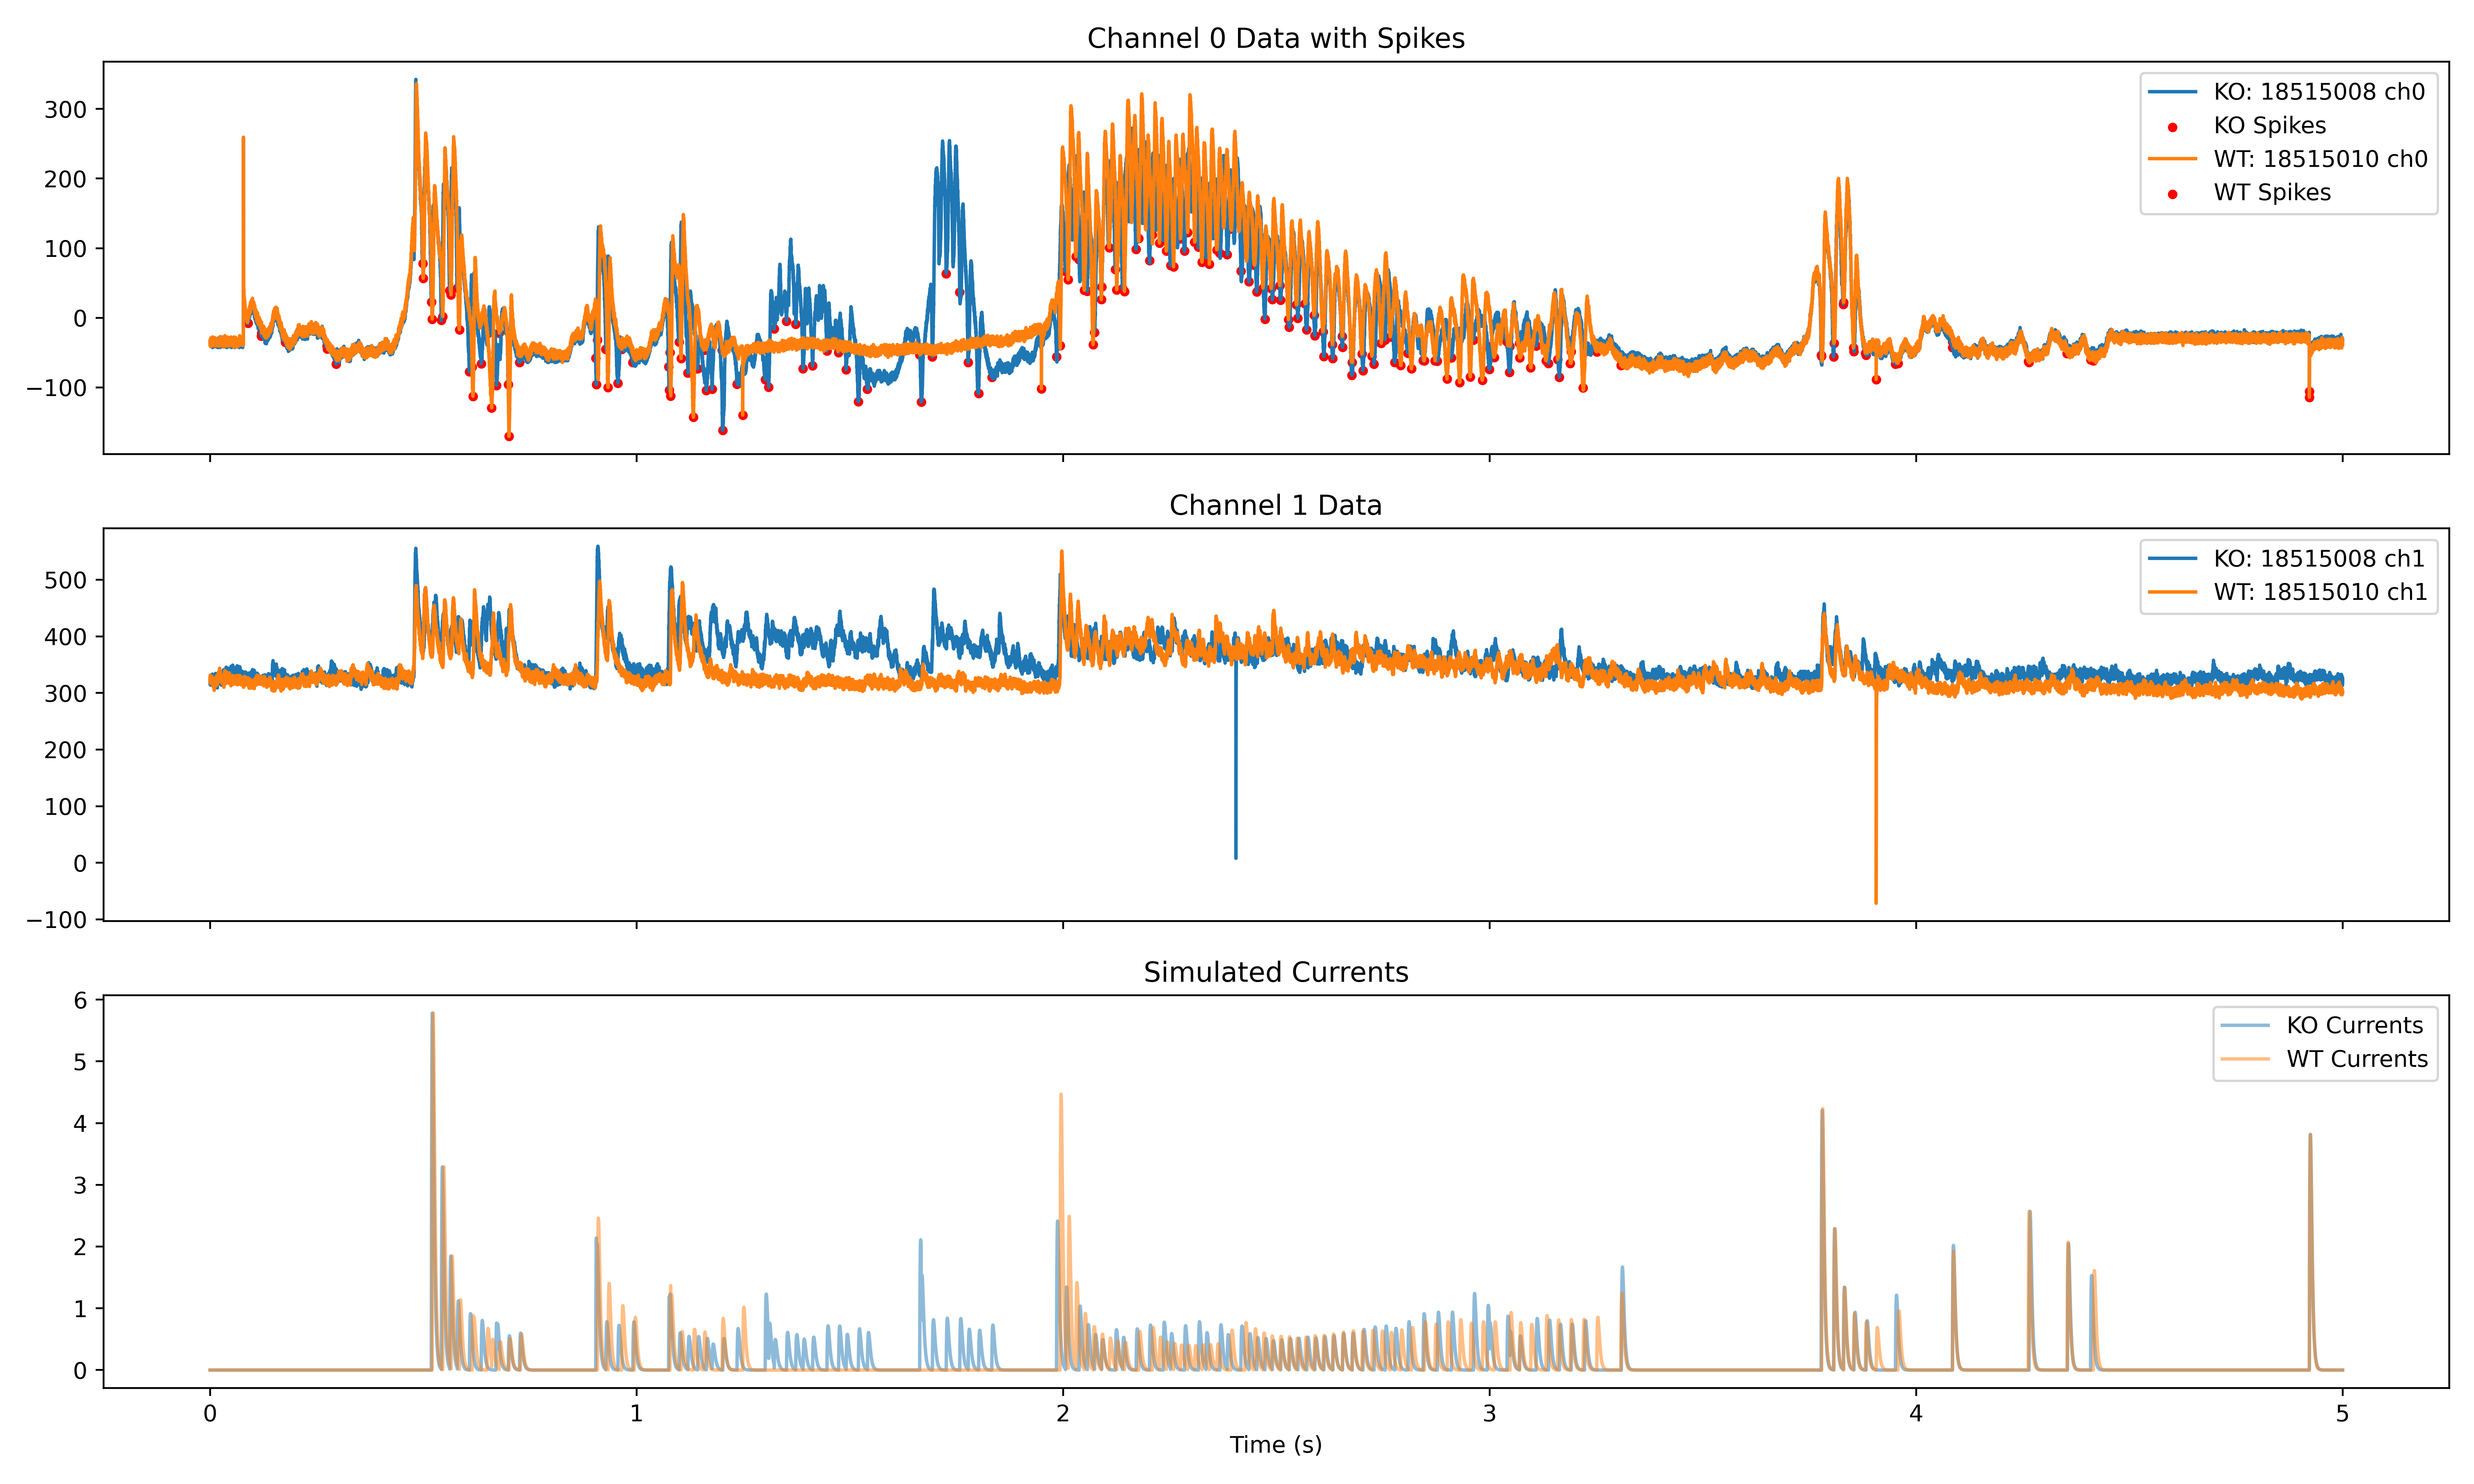 Channel 0 Data with Spikes
300
200
100
0
−100
KO: 18515008 ch0
KO Spikes
WT: 18515010 ch0
WT Spikes
Channel 1 Data
500
400
300
200
100
0
−100
KO: 18515008 ch1
WT: 18515010 ch1
Simulated Currents
6
5
4
3
2
1
0
KO Currents
WT Currents
0 1 2 3 4 5
Time (s)